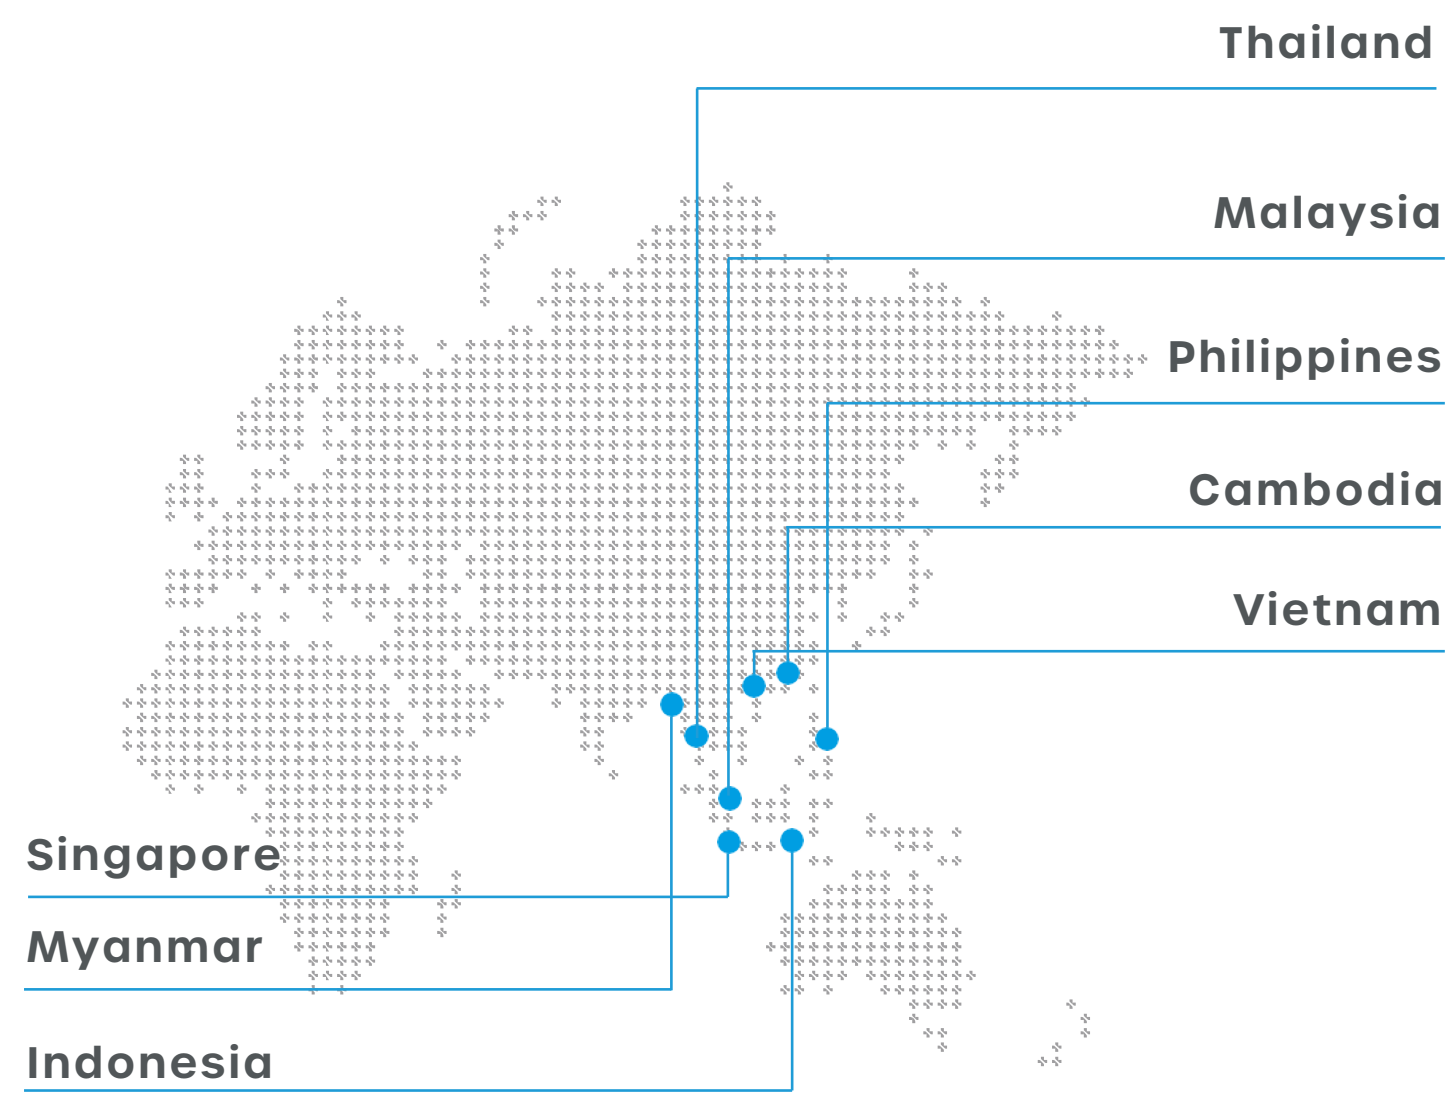 Thailand
Malaysia
Philippines
Cambodia
Vietnam
Singapore
Myanmar
Indonesia